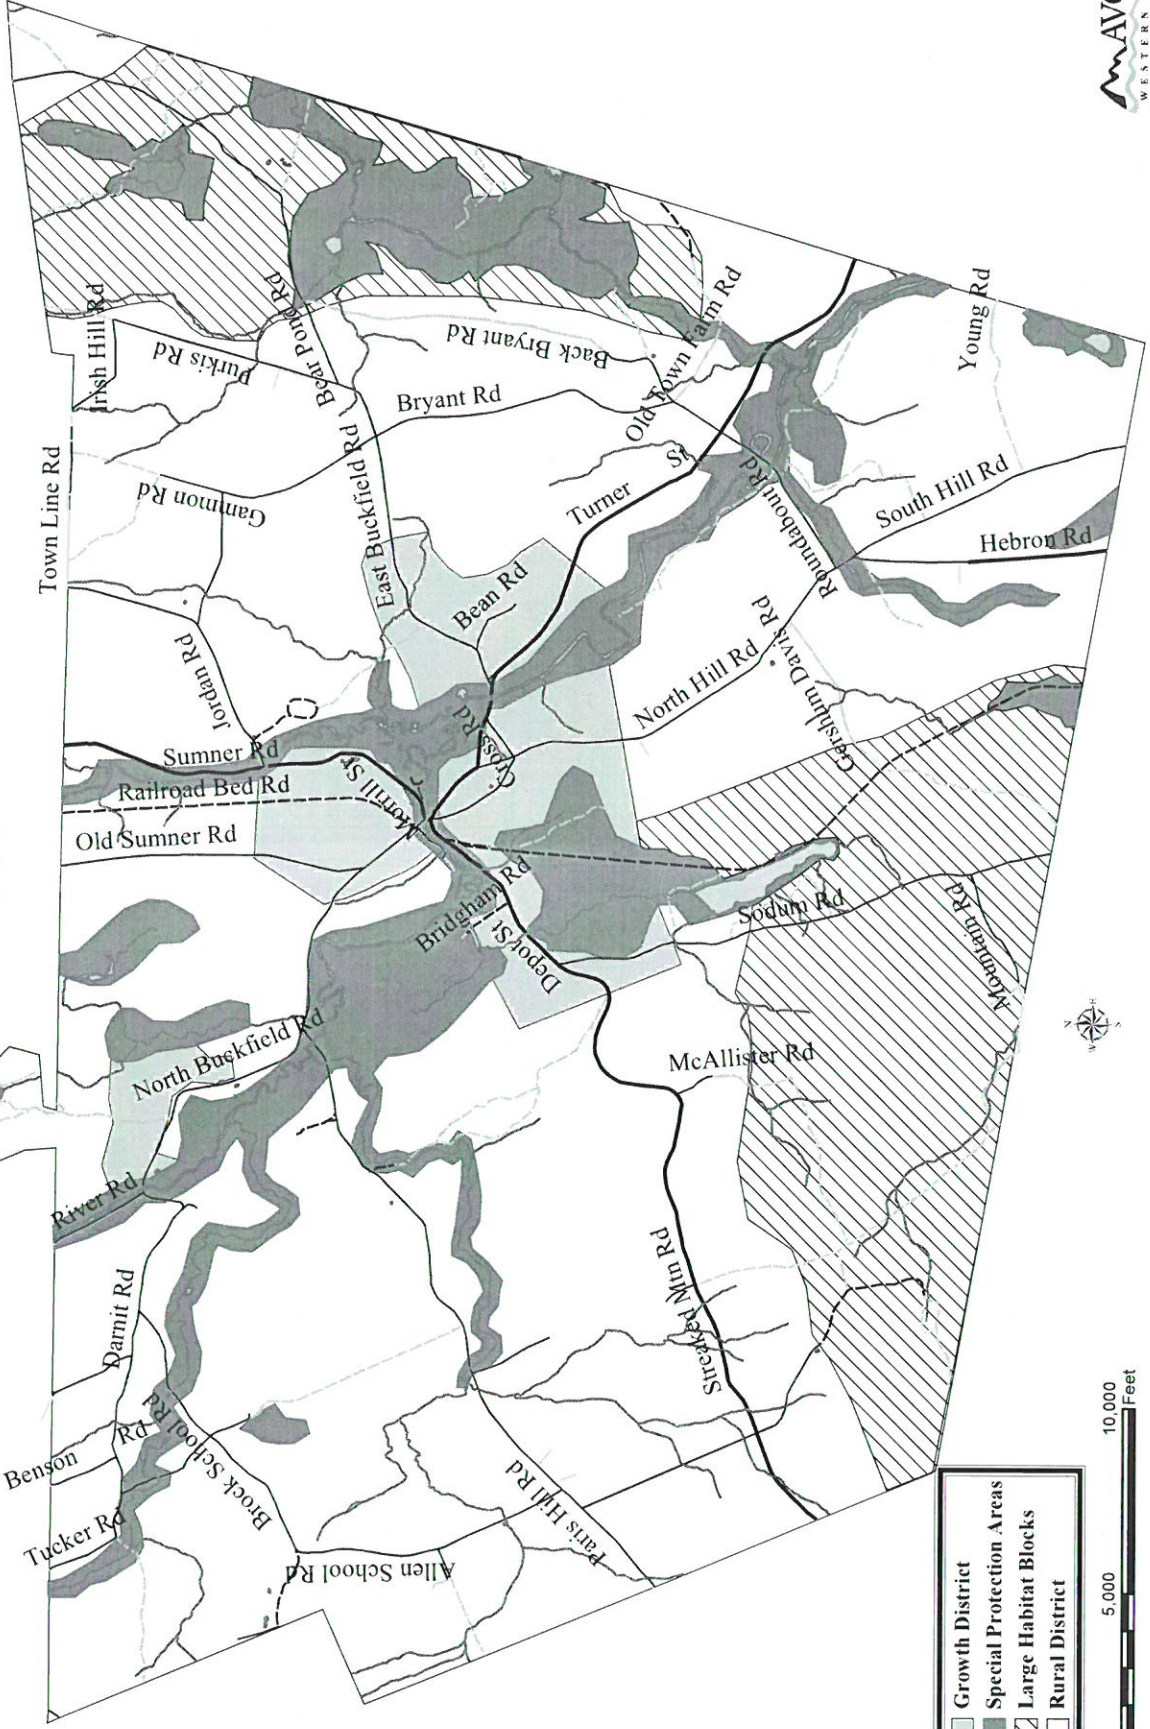 AVC
WESTERN
Town Line Rd
Irish Hill Rd
Purkis Rd
Bear Pond Rd
Back Bryant Rd
Bryant Rd
Old Town Farm Rd
Young Rd
Gammon Rd
East Buckfield Rd
Turner St
Bean Rd
Roundabout Rd
South Hill Rd
Hebron Rd
Jordan Rd
North Hill Rd
Gershum Davis Rd
Sumner Rd
Railroad Bed Rd
Old Sumner Rd
Morrill St
Cross Rd
Bridgham Rd
Depot St
Sodum Rd
Mountain Rd
North Buckfield Rd
McAllister Rd
N
W
S
River Rd
Darnit Rd
Streaked Mtn Rd
Benson Rd
Tucker Rd
Brock School Rd
Allen School Rd
Paris Hill Rd
Growth District
Special Protection Areas
Large Habitat Blocks
Rural District
5,000
10,000
Feet